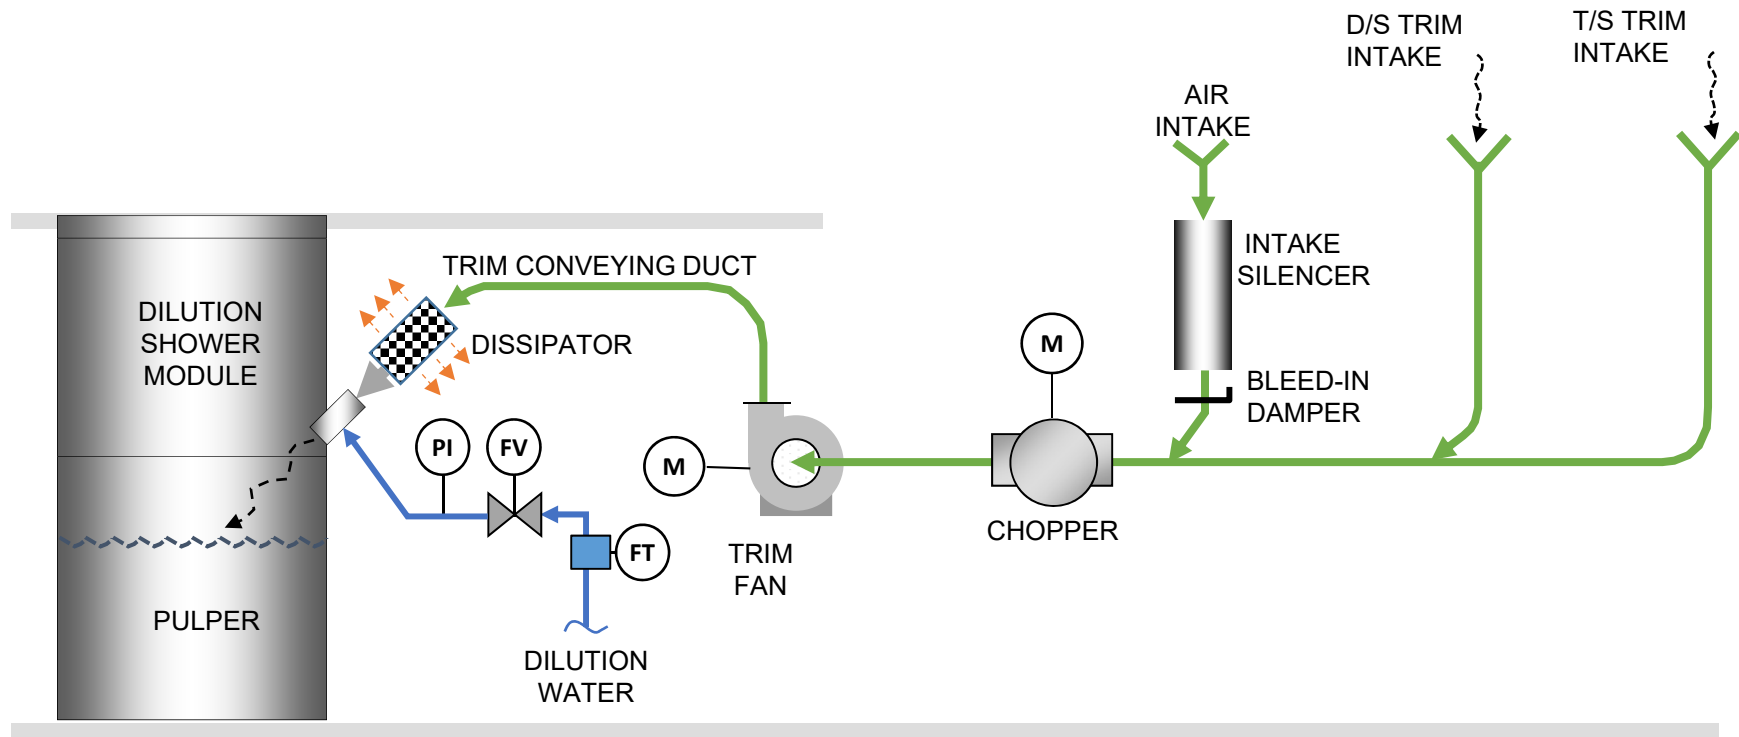 D/S TRIM
INTAKE
T/S TRIM
INTAKE
AIR
INTAKE
INTAKE
SILENCER
TRIM CONVEYING DUCT
DILUTION
SHOWER
MODULE
DISSIPATOR
M
BLEED-IN
DAMPER
PI
FV
M
CHOPPER
FT
TRIM
FAN
PULPER
DILUTION
WATER